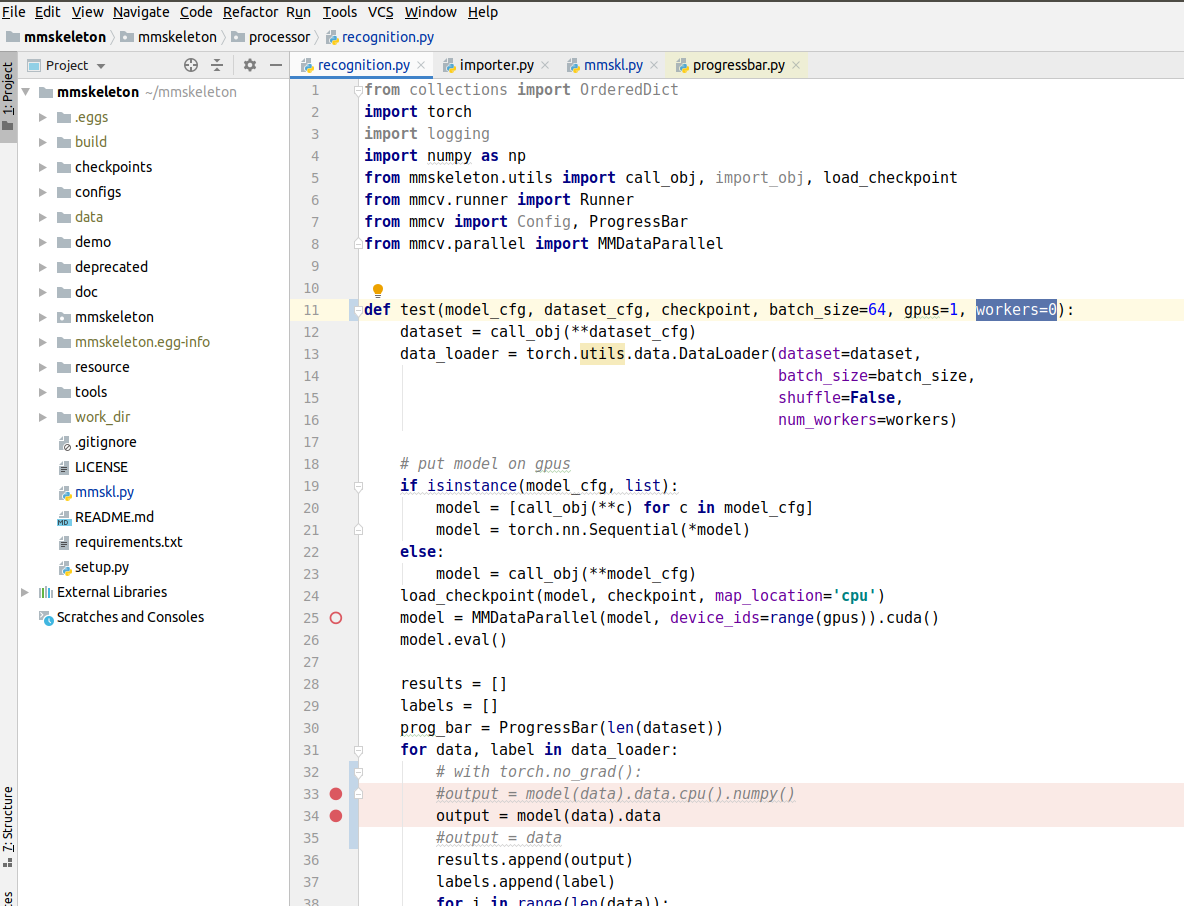 File Edit View Navigate Code Refactor Run Tools VCS Window Help
mmskeleton mmskeleton processor recognition.py
1: Project
Project
recognition.py importer.py mmskl.py progressbar.py
mmskeleton ~/mmskeleton
.eggs
build
checkpoints
configs
data
demo
deprecated
doc
mmskeleton
mmskeleton.egg-info
resource
tools
work_dir
.gitignore
LICENSE
mmskl.py
README.md
requirements.txt
setup.py
External Libraries
Scratches and Consoles
7: Structure
1 from collections import OrderedDict
2 import torch
3 import logging
4 import numpy as np
5 from mmskeleton.utils import call_obj, import_obj, load_checkpoint
6 from mmcv.runner import Runner
7 from mmcv import Config, ProgressBar
8 from mmcv.parallel import MMDataParallel
9
10
11 def test(model_cfg, dataset_cfg, checkpoint, batch_size=64, gpus=1, workers=0):
12 dataset = call_obj(**dataset_cfg)
13 data_loader = torch.utils.data.DataLoader(dataset=dataset,
14 batch_size=batch_size,
15 shuffle=False,
16 num_workers=workers)
17
18 # put model on gpus
19 if isinstance(model_cfg, list):
20 model = [call_obj(**c) for c in model_cfg]
21 model = torch.nn.Sequential(*model)
22 else:
23 model = call_obj(**model_cfg)
24 load_checkpoint(model, checkpoint, map_location='cpu')
25 model = MMDataParallel(model, device_ids=range(gpus)).cuda()
26 model.eval()
27
28 results = []
29 labels = []
30 prog_bar = ProgressBar(len(dataset))
31 for data, label in data_loader:
32 # with torch.no_grad():
33 #output = model(data).data.cpu().numpy()
34 output = model(data).data
35 #output = data
36 results.append(output)
37 labels.append(label)
38 for i in range(len(data)):